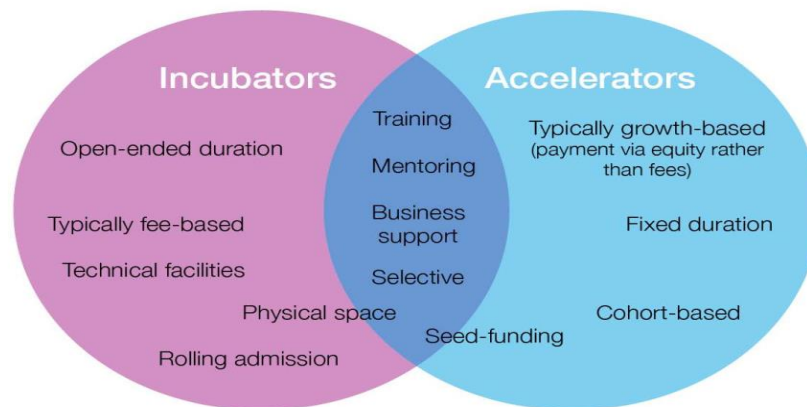 Incubators
Open-ended duration
Typically fee-based
Technical facilities
Physical space
Rolling admission
Training
Mentoring
Business
support
Selective
Seed-funding
Accelerators
Typically growth-based
(payment via equity rather
than fees)
Fixed duration
Cohort-based